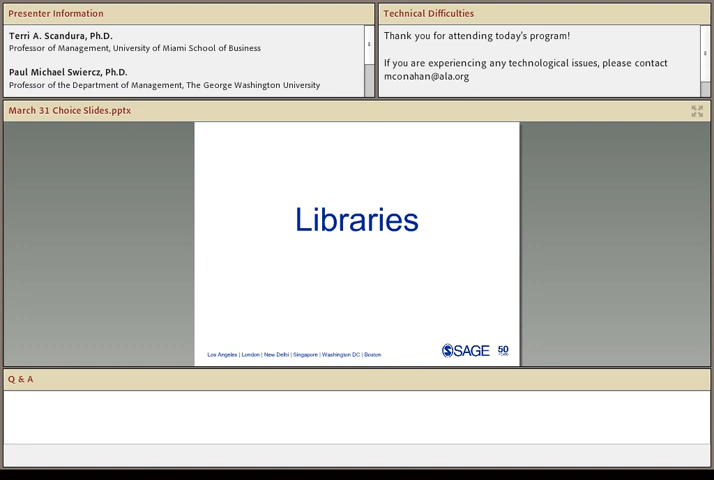 Presenter Information
Terri A. Scandura, Ph.D.
Professor of Management, University of Miami School of Business
Paul Michael Swiercz, Ph.D.
Professor of the Department of Management, The George Washington University
Technical Difficulties
Thank you for attending today's program!
If you are experiencing any technological issues, please contact
mconahan@ala.org
March 31 Choice Slides.pptx
Libraries
Los Angeles | London | New Delhi | Singapore | Washington DC | Boston
SAGE 50
Q & A